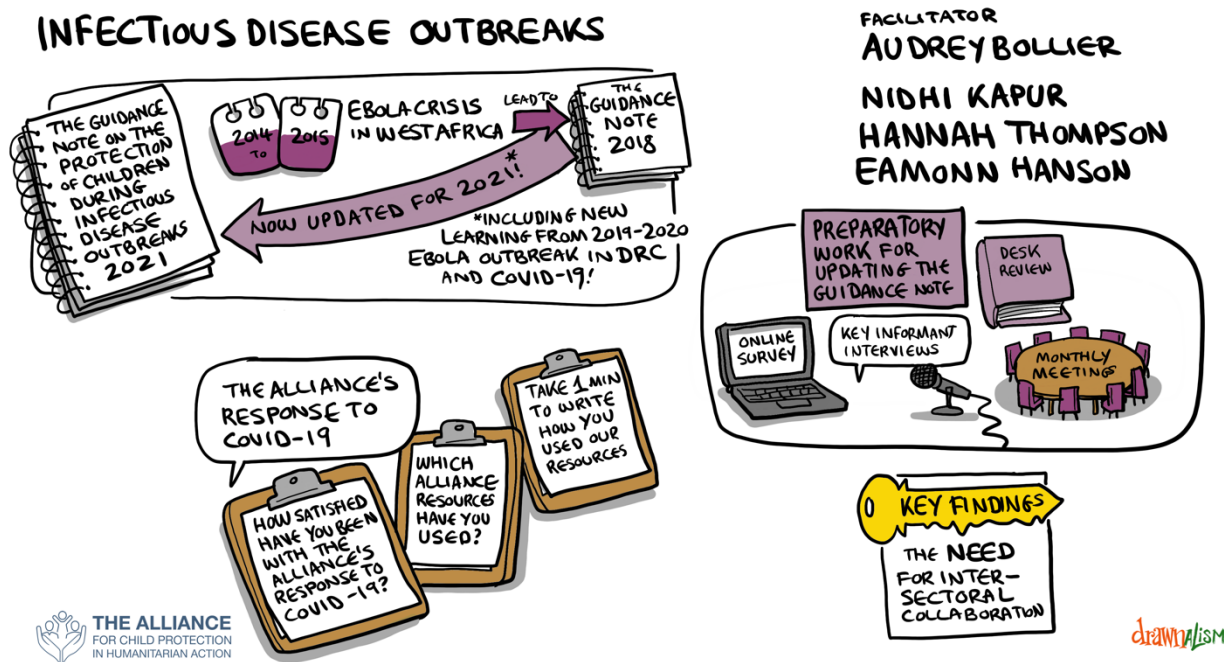 INFECTIOUS DISEASE OUTBREAKS
THE GUIDANCE
NOTE ON THE
PROTECTION
OF CHILDREN
DURING
INFECTIOUS
DISEASE
OUTBREAKS
2021
2014
TO
2015
EBOLA CRISIS
IN WEST AFRICA
LEAD TO
THE
GUIDANCE
NOTE
2018
NOW UPDATED FOR 2021!*
*INCLUDING NEW
LEARNING FROM 2019-2020
EBOLA OUTBREAK IN DRC
AND COVID-19!
FACILITATOR
AUDREY BOLLIER
NIDHI KAPUR
HANNAH THOMPSON
EAMONN HANSON
PREPARATORY
WORK FOR
UPDATING THE
GUIDANCE NOTE
DESK
REVIEW
ONLINE
SURVEY
KEY INFORMANT
INTERVIEWS
MONTHLY
MEETINGS
THE ALLIANCE'S
RESPONSE TO
COVID-19
HOW SATISFIED
HAVE YOU BEEN
WITH THE
ALLIANCE'S
RESPONSE TO
COVID-19?
WHICH
ALLIANCE
RESOURCES
HAVE YOU
USED?
TAKE 1 MIN
TO WRITE
HOW YOU
USED OUR
RESOURCES
KEY FINDINGS
THE NEED
FOR INTER-
SECTORAL
COLLABORATION
THE ALLIANCE
FOR CHILD PROTECTION
IN HUMANITARIAN ACTION
drawnalism